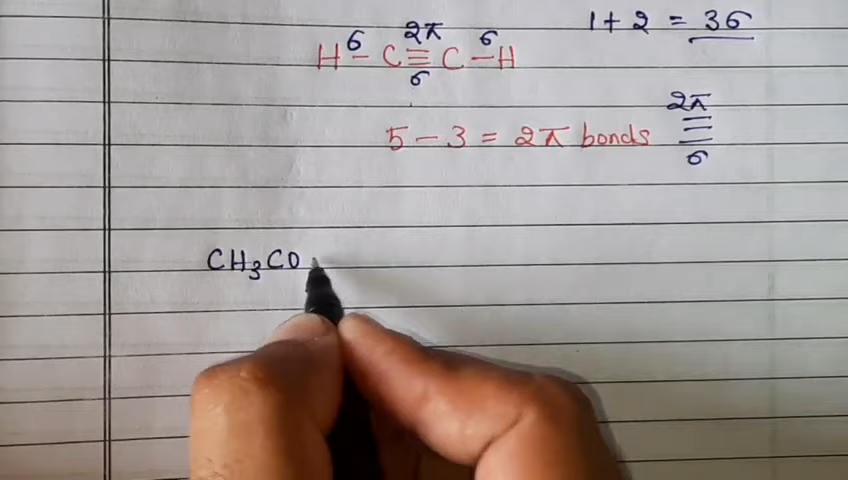 1 + 2 = 3σ
2π
H σ– C ≡ C σ– H
σ
2π
5 – 3 = 2π bonds ≡
σ
CH₃CO